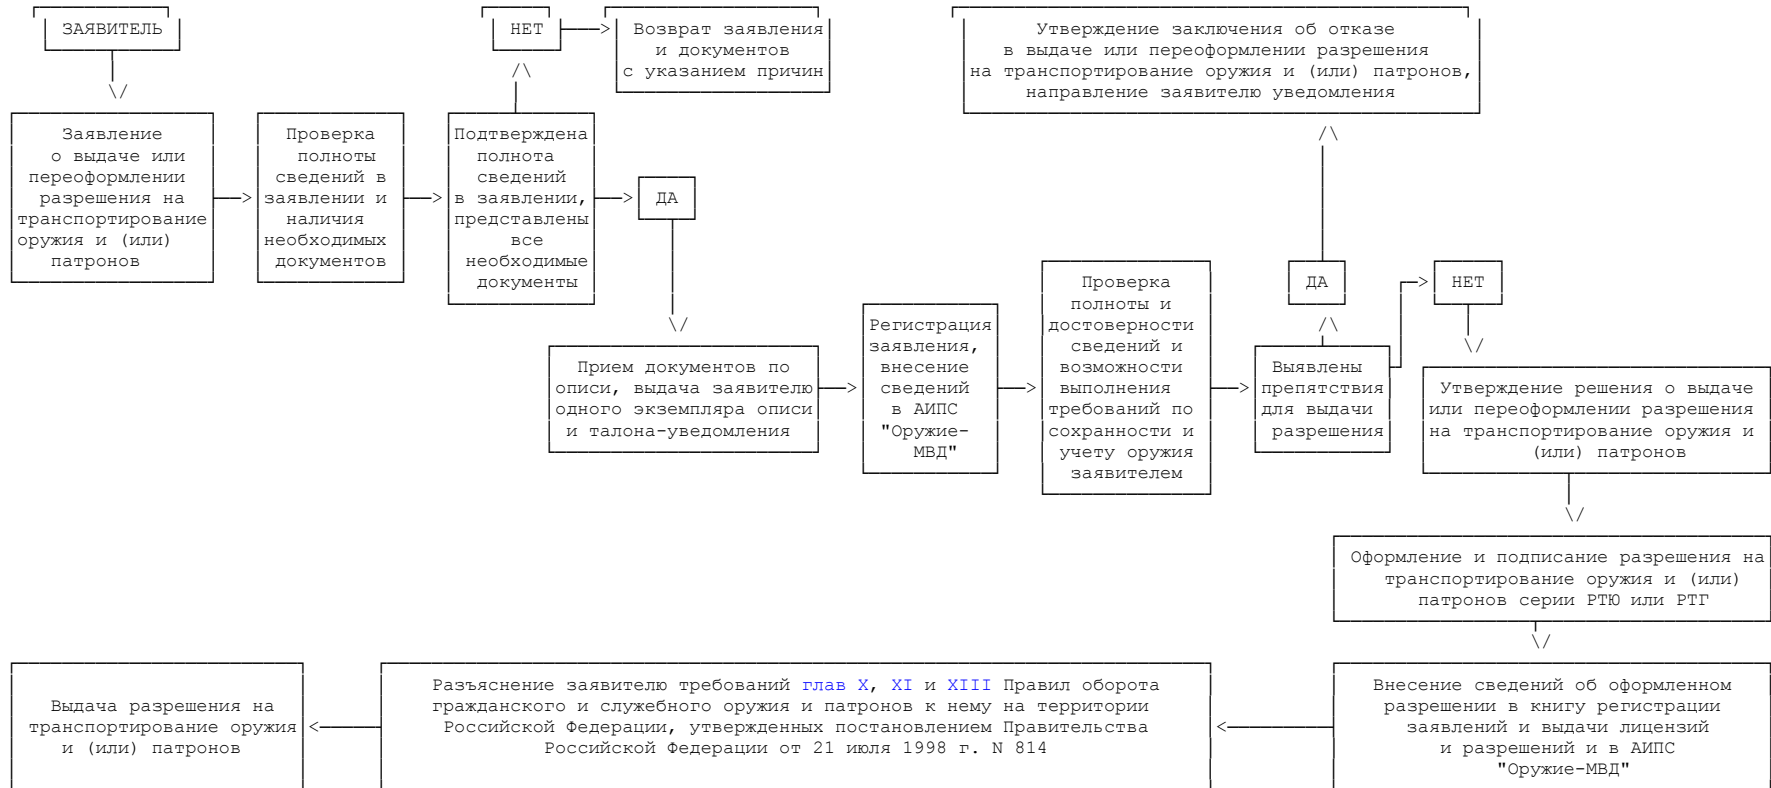 ЗАЯВИТЕЛЬ
НЕТ
Возврат заявления
и документов
с указанием причин
Утверждение заключения об отказе
в выдаче или переоформлении разрешения
на транспортирование оружия и (или) патронов,
направление заявителю уведомления
Заявление
о выдаче или
переоформлении
разрешения на
транспортирование
оружия и (или)
патронов
Проверка
полноты
сведений в
заявлении и
наличия
необходимых
документов
Подтверждена
полнота
сведений
в заявлении,
представлены
все
необходимые
документы
ДА
Прием документов по
описи, выдача заявителю
одного экземпляра описи
и талона-уведомления
Регистрация
заявления,
внесение
сведений
в АИПС
"Оружие-
МВД"
Проверка
полноты и
достоверности
сведений и
возможности
выполнения
требований по
сохранности и
учету оружия
заявителем
Выявлены
препятствия
для выдачи
разрешения
ДА
НЕТ
Утверждение решения о выдаче
или переоформлении разрешения
на транспортирование оружия и
(или) патронов
Оформление и подписание разрешения на
транспортирование оружия и (или)
патронов серии РТЮ или РТГ
Внесение сведений об оформленном
разрешении в книгу регистрации
заявлений и выдачи лицензий
и разрешений и в АИПС
"Оружие-МВД"
Разъяснение заявителю требований глав X, XI и XIII Правил оборота
гражданского и служебного оружия и патронов к нему на территории
Российской Федерации, утвержденных постановлением Правительства
Российской Федерации от 21 июля 1998 г. N 814
Выдача разрешения на
транспортирование оружия
и (или) патронов